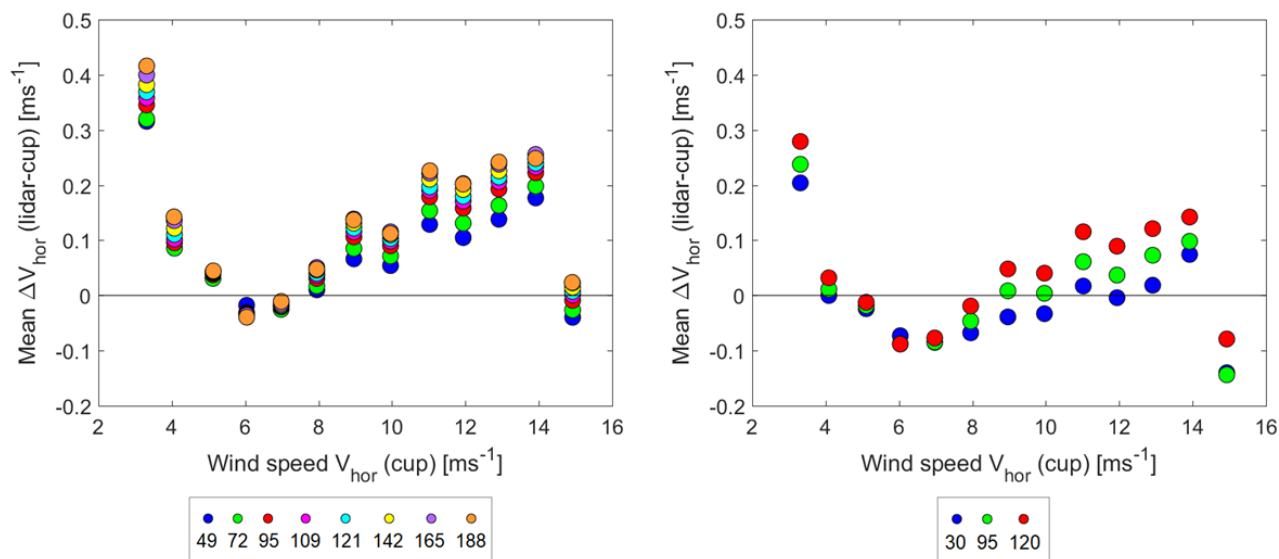 0.5
0.4
0.3
0.2
0.1
0
-0.1
-0.2
Mean ΔV_hor (lidar-cup) [ms⁻¹]
2 4 6 8 10 12 14 16
Wind speed V_hor (cup) [ms⁻¹]
49 72 95 109 121 142 165 188
0.5
0.4
0.3
0.2
0.1
0
-0.1
-0.2
Mean ΔV_hor (lidar-cup) [ms⁻¹]
2 4 6 8 10 12 14 16
Wind speed V_hor (cup) [ms⁻¹]
30 95 120